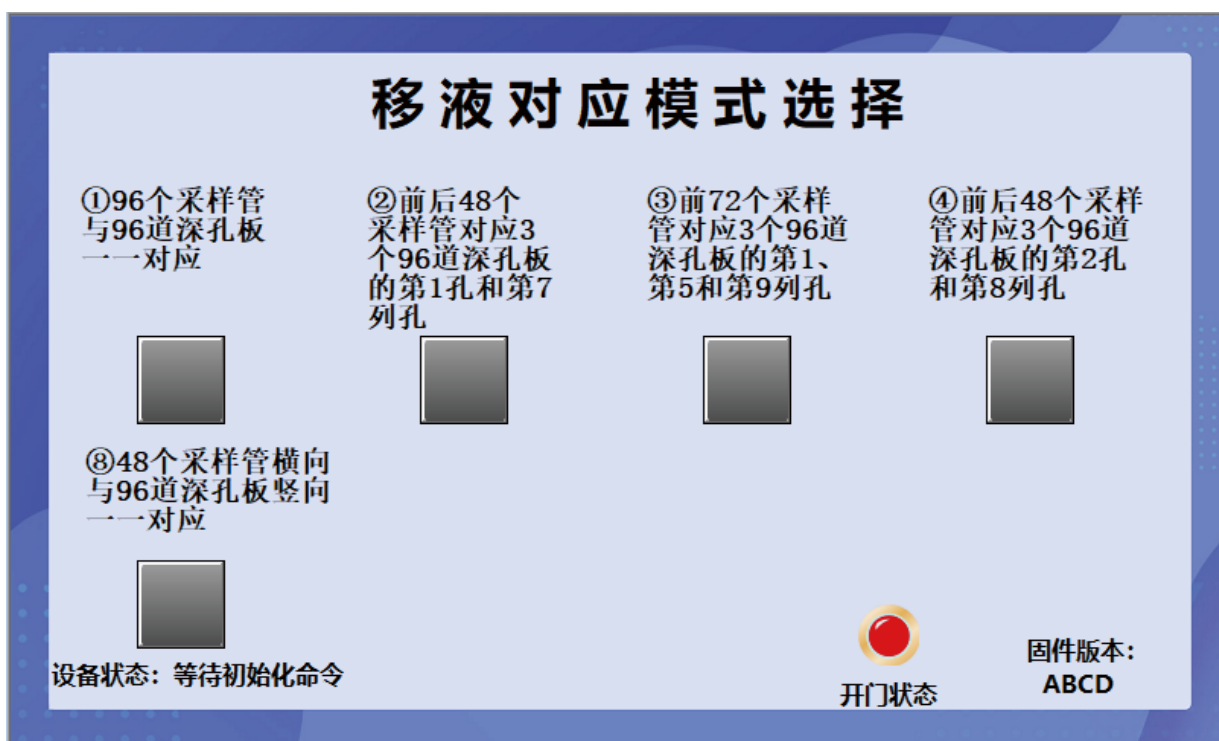 移液对应模式选择
①96个采样管
与96道深孔板
一一对应
②前后48个
采样管对应3
个96道深孔板
的第1孔和第7
列孔
③前72个采样
管对应3个96道
深孔板的第1、
第5和第9列孔
④前后48个采样
管对应3个96道
深孔板的第2孔
和第8列孔
⑧48个采样管横向
与96道深孔板竖向
一一对应
设备状态：等待初始化命令
开门状态
固件版本：
ABCD